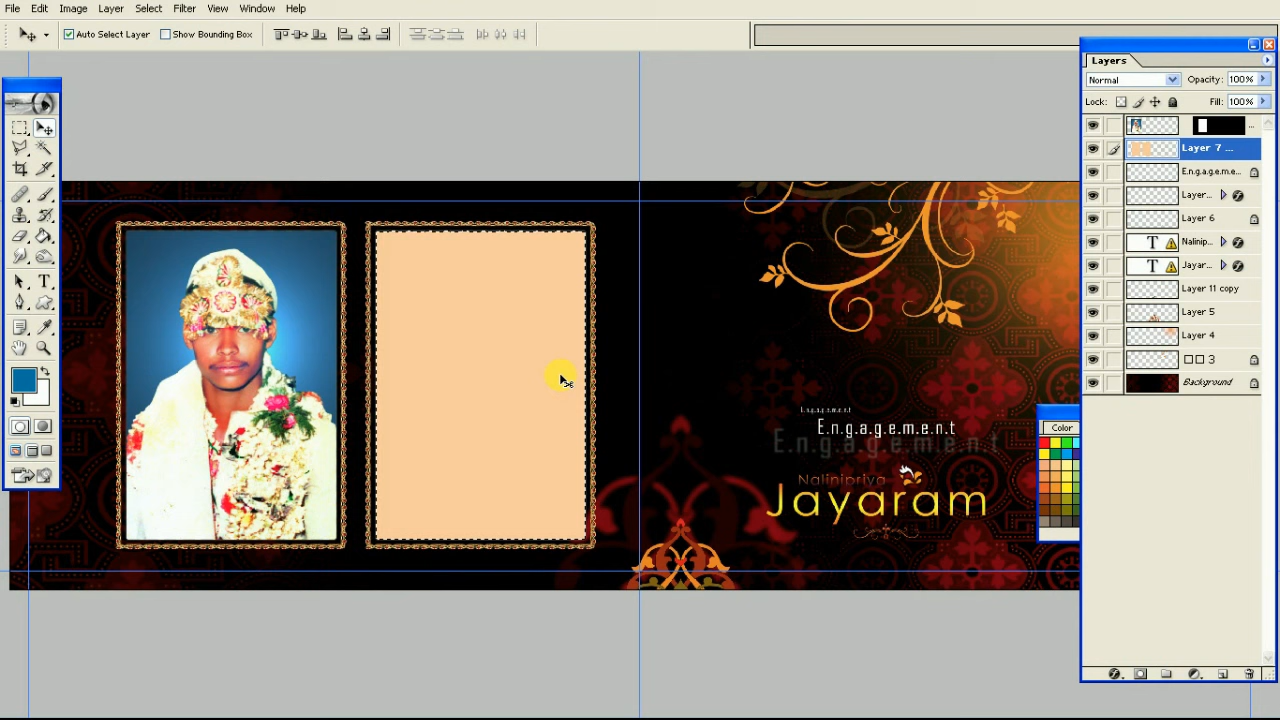 File Edit Image Layer Select Filter View Window Help
Auto Select Layer Show Bounding Box
Layers
Normal Opacity: 100%
Lock: Fill: 100%
...
Layer 7 ...
E.n.g.a.g.e.m.e...
Layer...
Layer 6
T Nalinip...
T Jayar...
Layer 11 copy
Layer 5
Layer 4
□□ 3
Background
Color
E.n.g.a.g.e.m.e.n.t
E.n.g.a.g.e.m.e.n.t
E.n.g.a.g.e.m.e.n.t
Nalinipriya
Jayaram